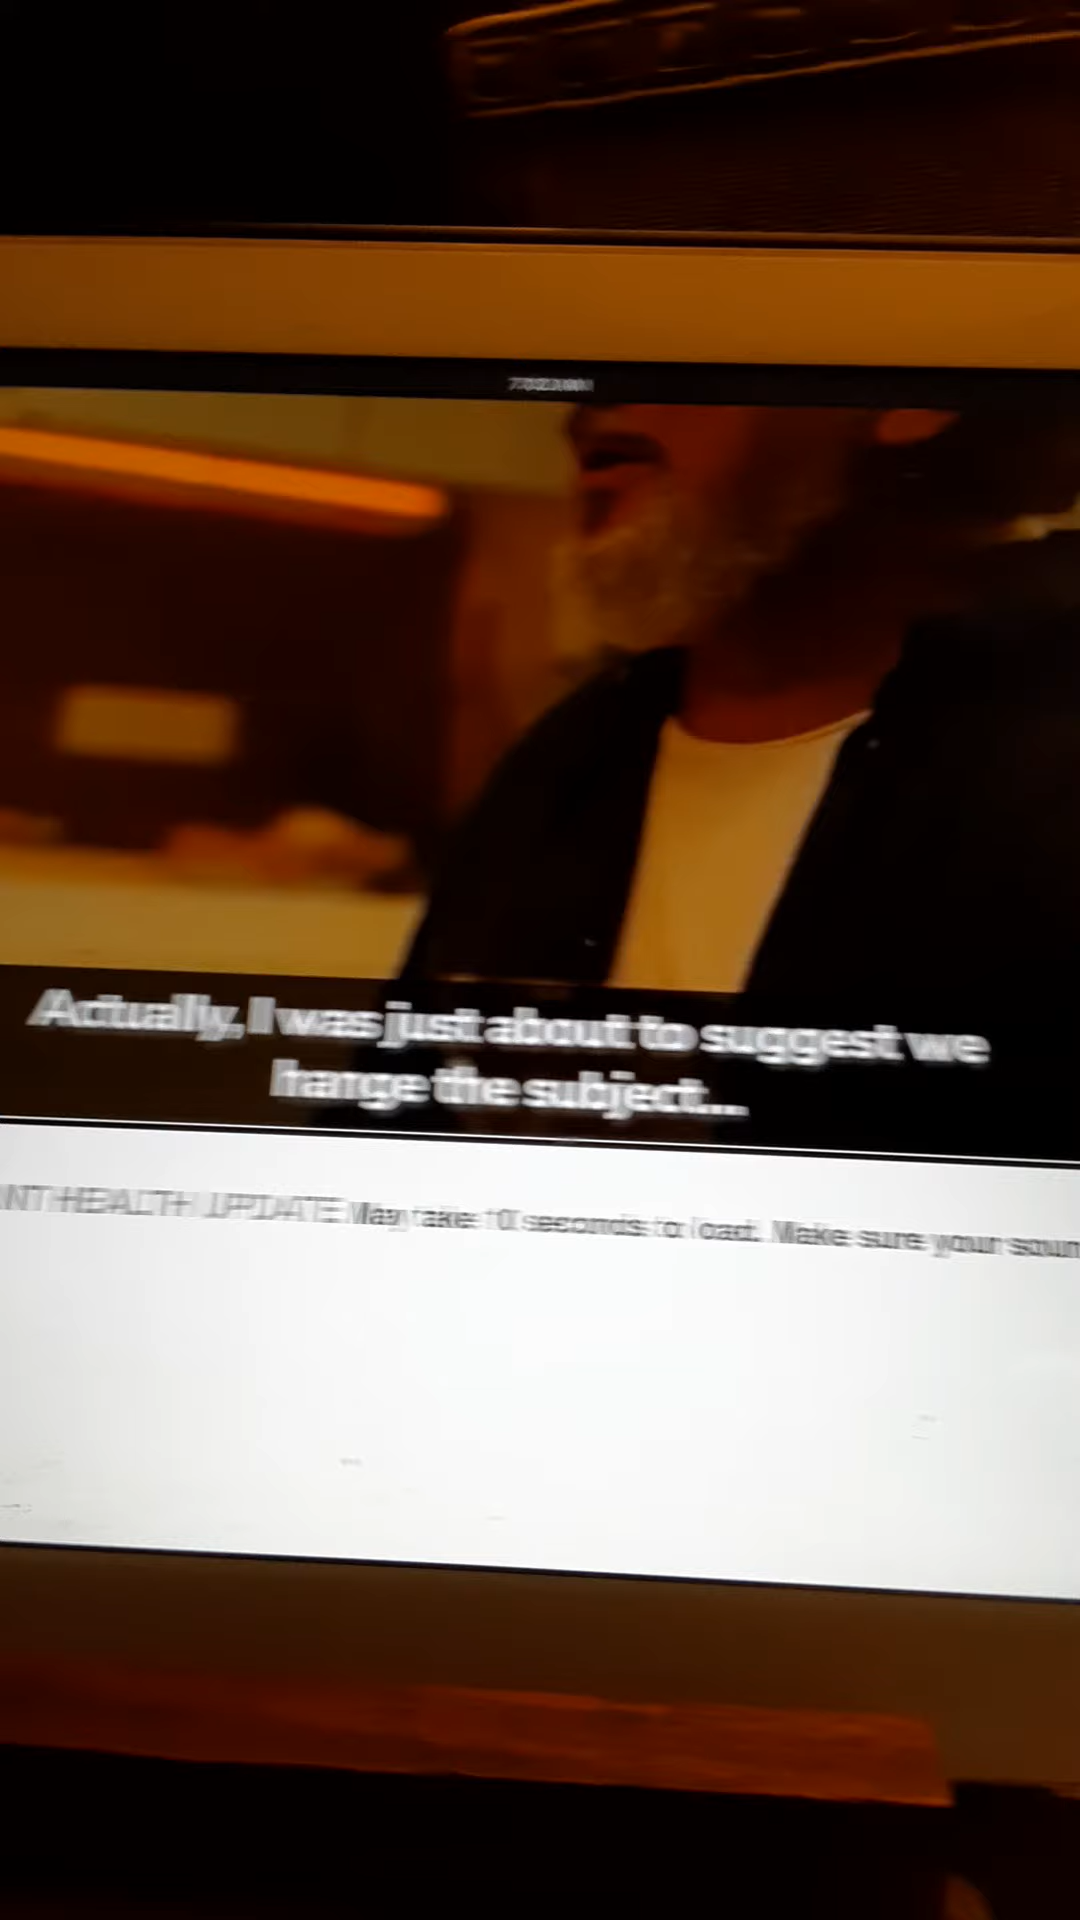 Actually, I was just about to suggest we
hange the subject...
HEALTH UPDATE May take 10 seconds to load. Make sure your